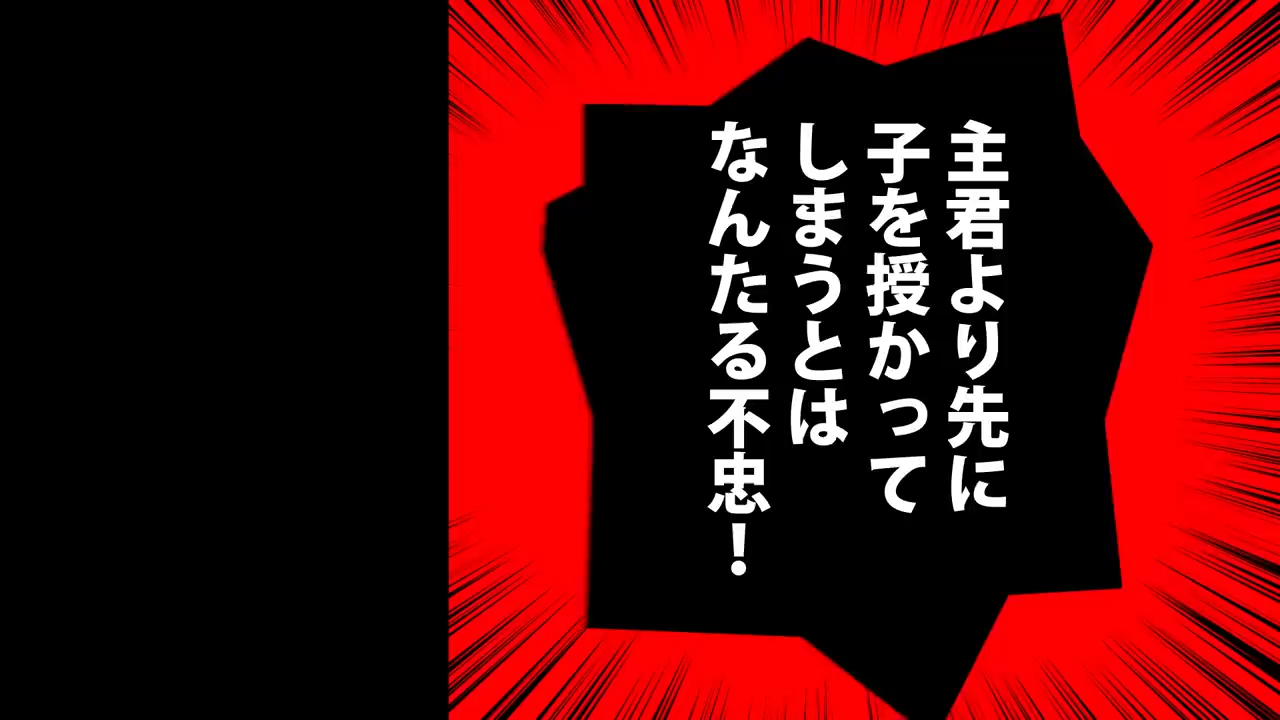 主君より先に
子を授かって
しまうとは
なんたる不忠！